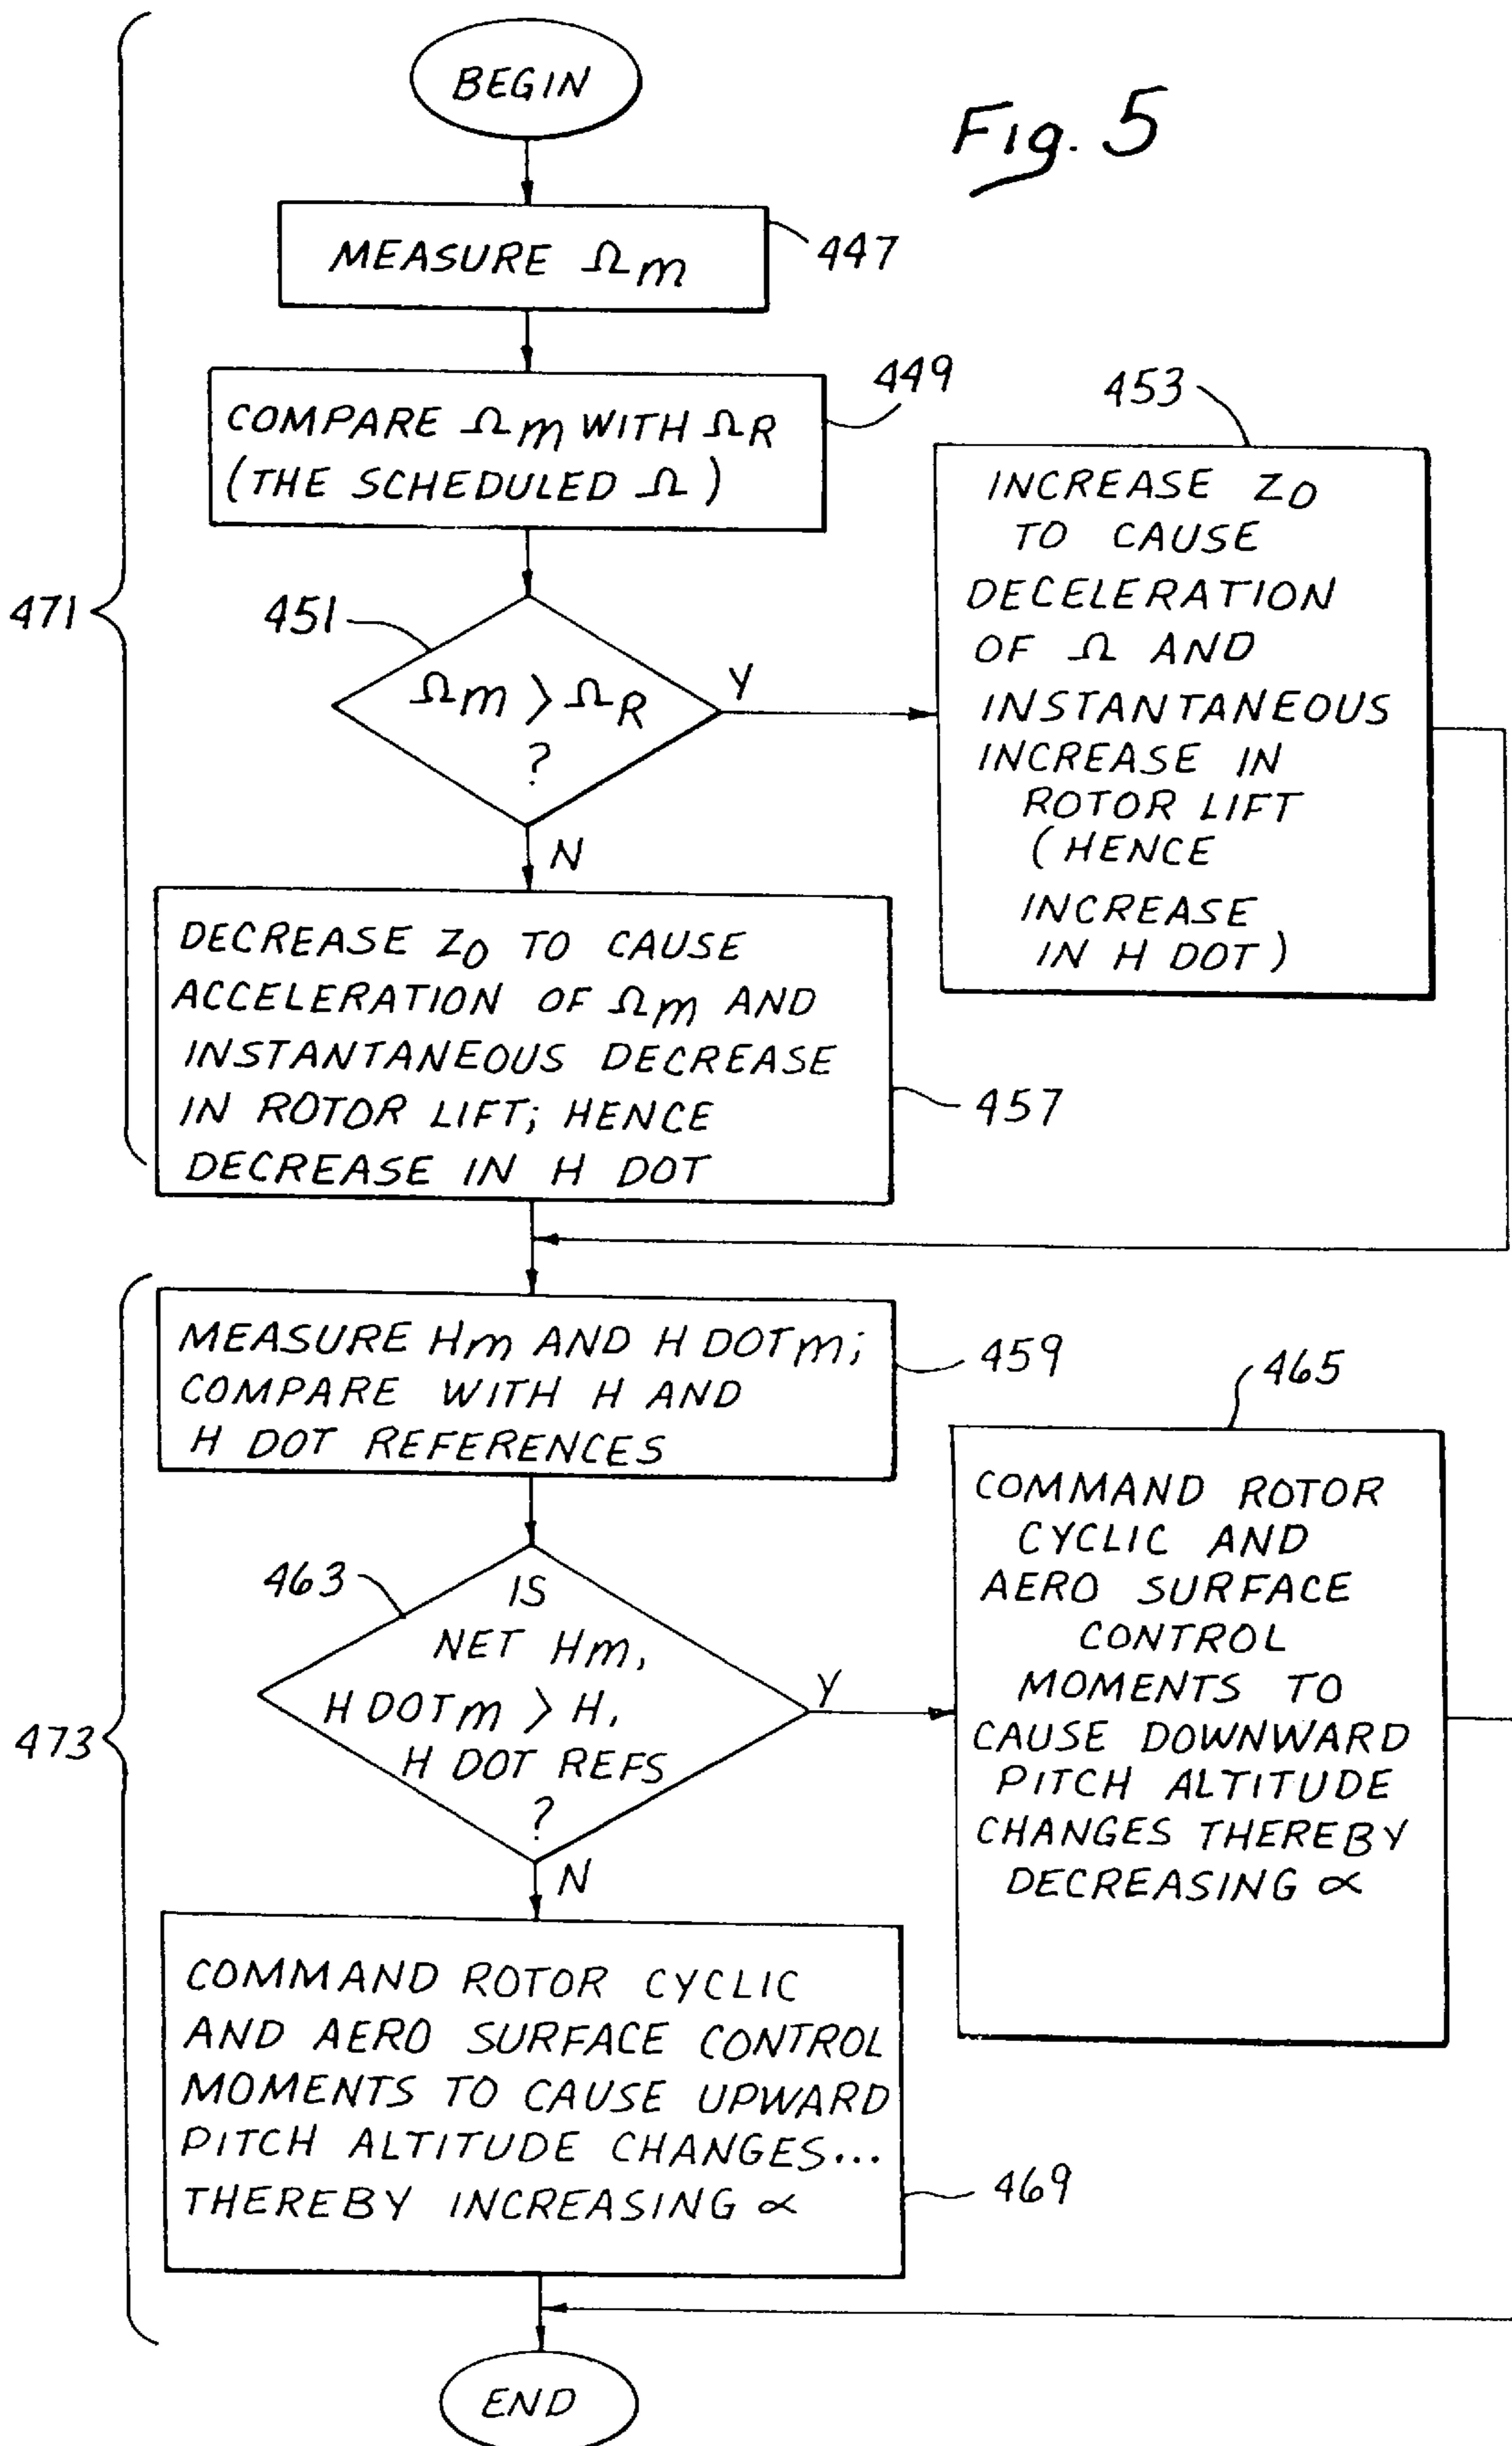 BEGIN
Fig. 5
MEASURE Ωm
447
COMPARE Ωm WITH ΩR
(THE SCHEDULED Ω)
449
471
451
Ωm > ΩR
?
Y
N
453
INCREASE ZO
TO CAUSE
DECELERATION
OF Ω AND
INSTANTANEOUS
INCREASE IN
ROTOR LIFT
(HENCE
INCREASE
IN H DOT)
DECREASE ZO TO CAUSE
ACCELERATION OF Ωm AND
INSTANTANEOUS DECREASE
IN ROTOR LIFT; HENCE
DECREASE IN H DOT
457
MEASURE Hm AND H DOTm;
COMPARE WITH H AND
H DOT REFERENCES
459
473
463
IS
NET Hm,
H DOTm > H,
H DOT REFS
?
Y
N
465
COMMAND ROTOR
CYCLIC AND
AERO SURFACE
CONTROL
MOMENTS TO
CAUSE DOWNWARD
PITCH ALTITUDE
CHANGES THEREBY
DECREASING ∝
COMMAND ROTOR CYCLIC
AND AERO SURFACE CONTROL
MOMENTS TO CAUSE UPWARD
PITCH ALTITUDE CHANGES...
THEREBY INCREASING ∝
469
END